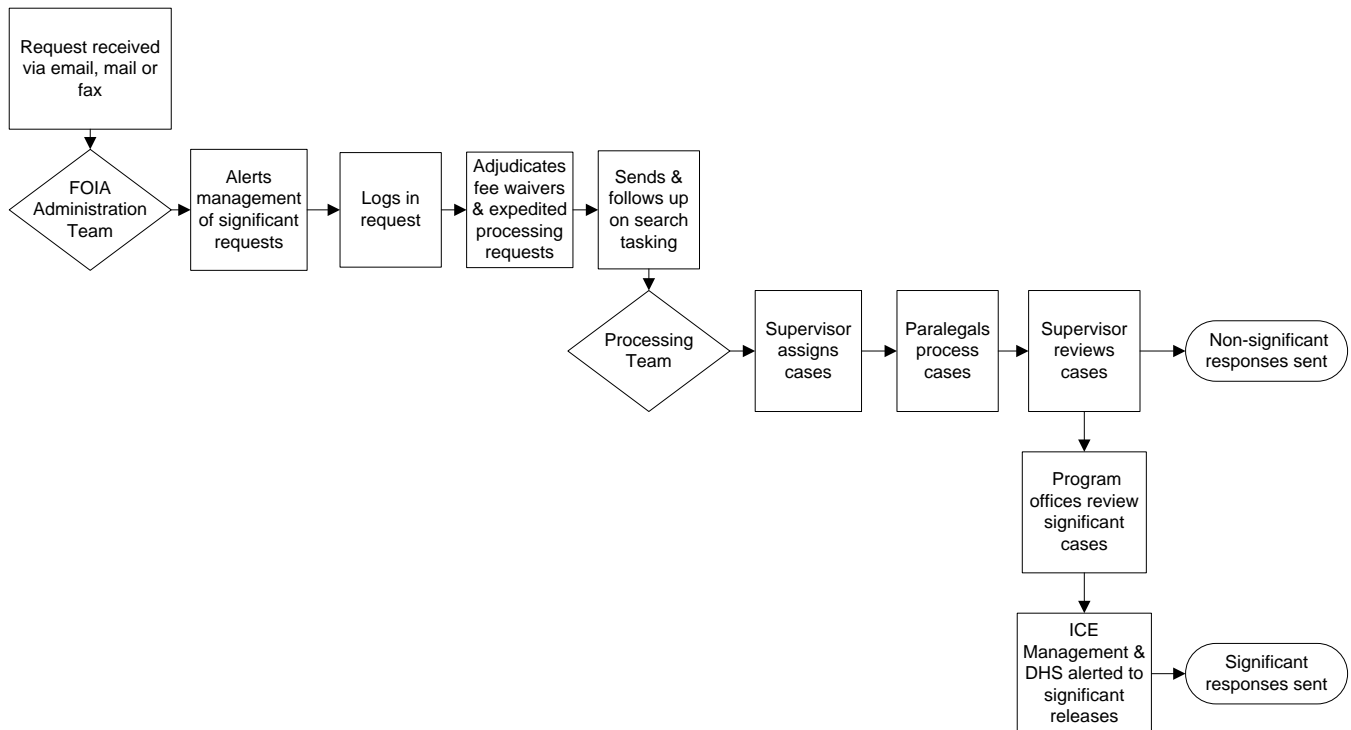 Request received
via email, mail or
fax
FOIA
Administration
Team
Alerts
management
of significant
requests
Logs in
request
Adjudicates
fee waivers
& expedited
processing
requests
Sends &
follows up
on search
tasking
Processing
Team
Supervisor
assigns
cases
Paralegals
process
cases
Supervisor
reviews
cases
Non-significant
responses sent
Program
offices review
significant
cases
ICE
Management &
DHS alerted to
significant
releases
Significant
responses sent